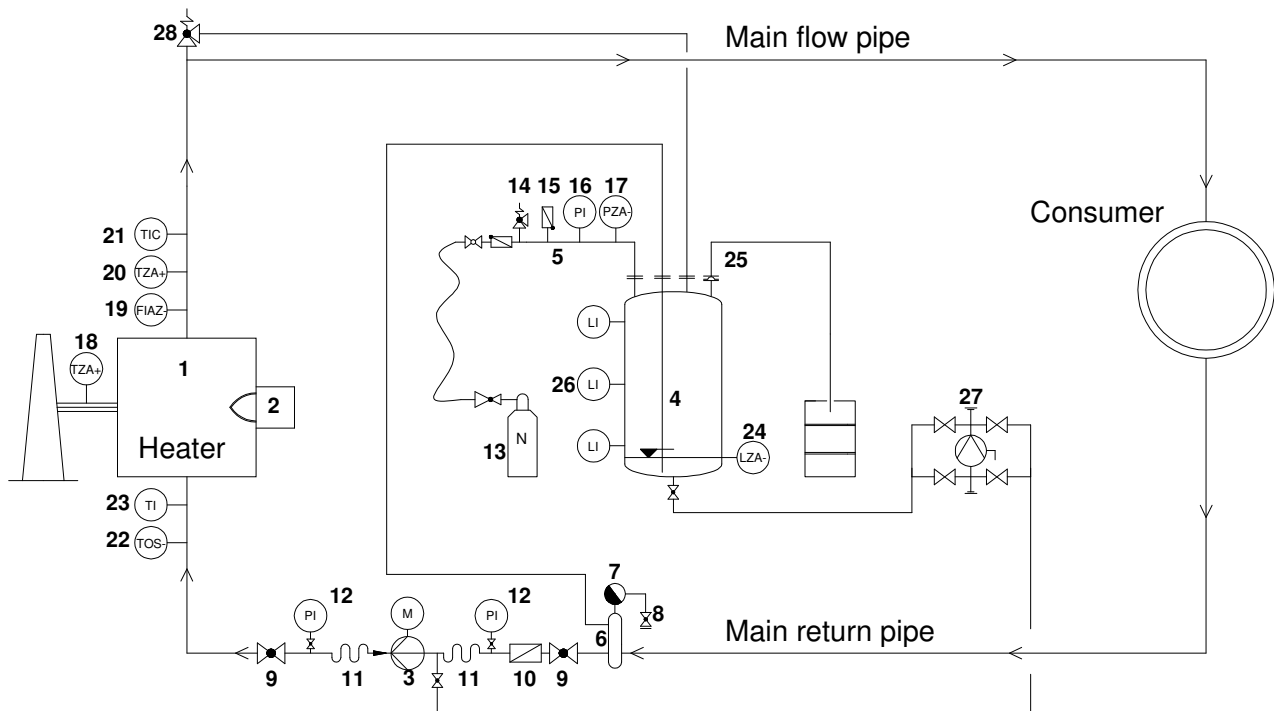 28
Main flow pipe
14
15
16
17
PI
PZA-
5
25
Consumer
21
TIC
20
TZA+
19
FIAZ-
18
TZA+
1
2
Heater
LI
26
LI
4
LI
24
LZA-
27
N
13
23
TI
22
TOS-
7
8
6
12
PI
M
12
PI
Main return pipe
9
11
3
11
10
9